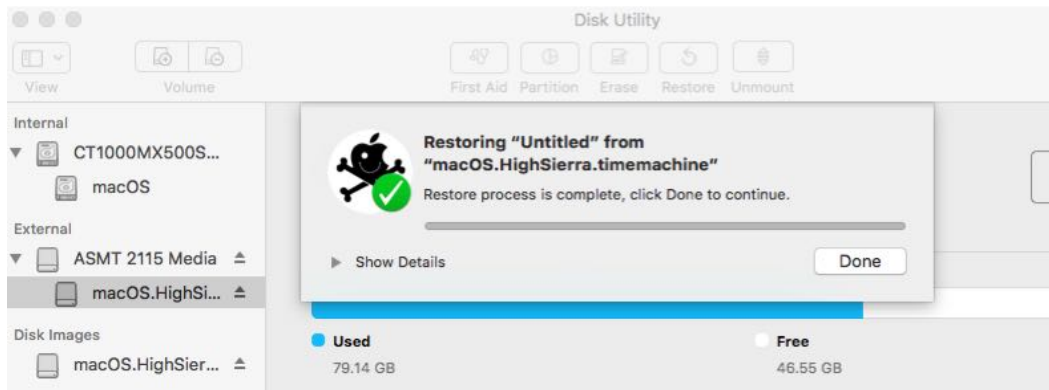 Disk Utility
View
Volume
First Aid Partition Erase Restore Unmount
Internal
CT1000MX500S...
macOS
External
ASMT 2115 Media
macOS.HighSi...
Disk Images
macOS.HighSier...
Restoring “Untitled” from
“macOS.HighSierra.timemachine”
Restore process is complete, click Done to continue.
Show Details
Done
Used
79.14 GB
Free
46.55 GB